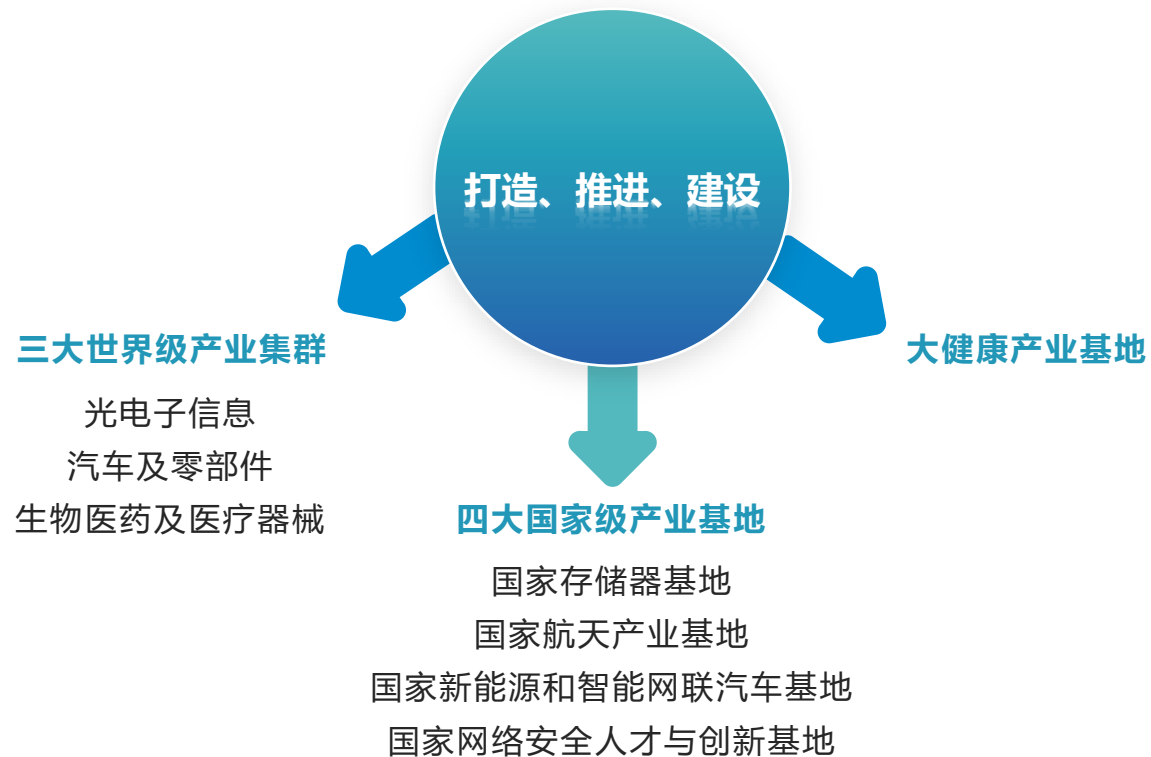 打造、推进、建设
三大世界级产业集群
光电子信息
汽车及零部件
生物医药及医疗器械
四大国家级产业基地
国家存储器基地
国家航天产业基地
国家新能源和智能网联汽车基地
国家网络安全人才与创新基地
大健康产业基地